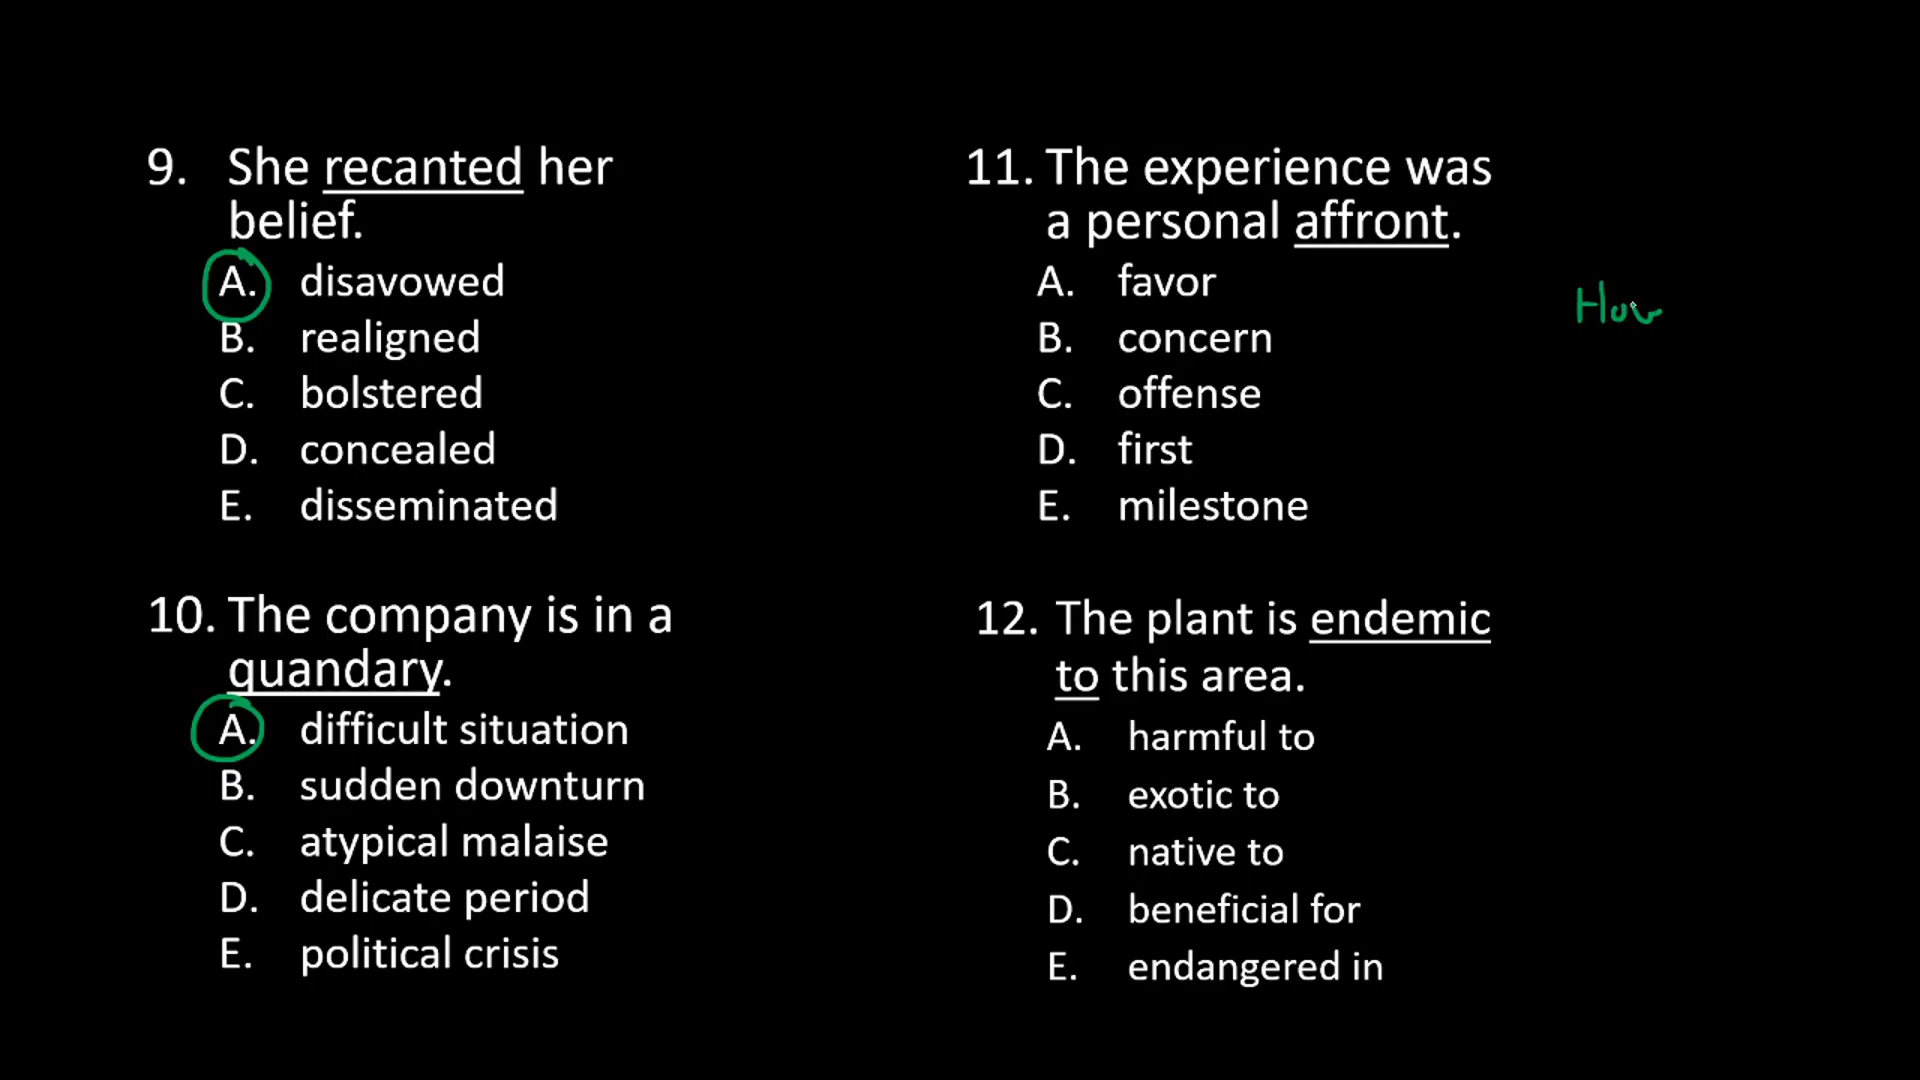 9. She recanted her
belief.
A. disavowed
B. realigned
C. bolstered
D. concealed
E. disseminated
10. The company is in a
quandary.
A. difficult situation
B. sudden downturn
C. atypical malaise
D. delicate period
E. political crisis
11. The experience was
a personal affront.
A. favor
B. concern
C. offense
D. first
E. milestone
How
12. The plant is endemic
to this area.
A. harmful to
B. exotic to
C. native to
D. beneficial for
E. endangered in